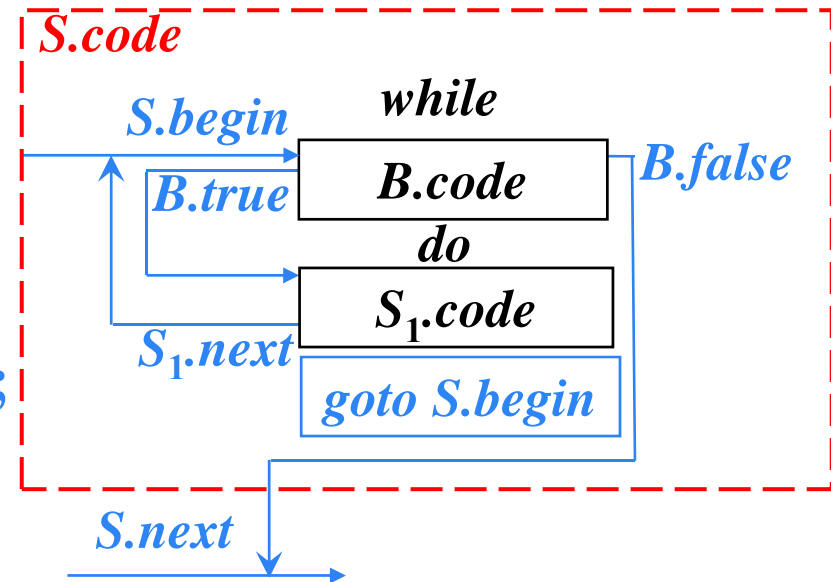 S.code
while
S.begin
B.code
B.false
B.true
do
S₁.code
S₁.next
;
goto S.begin
S.next